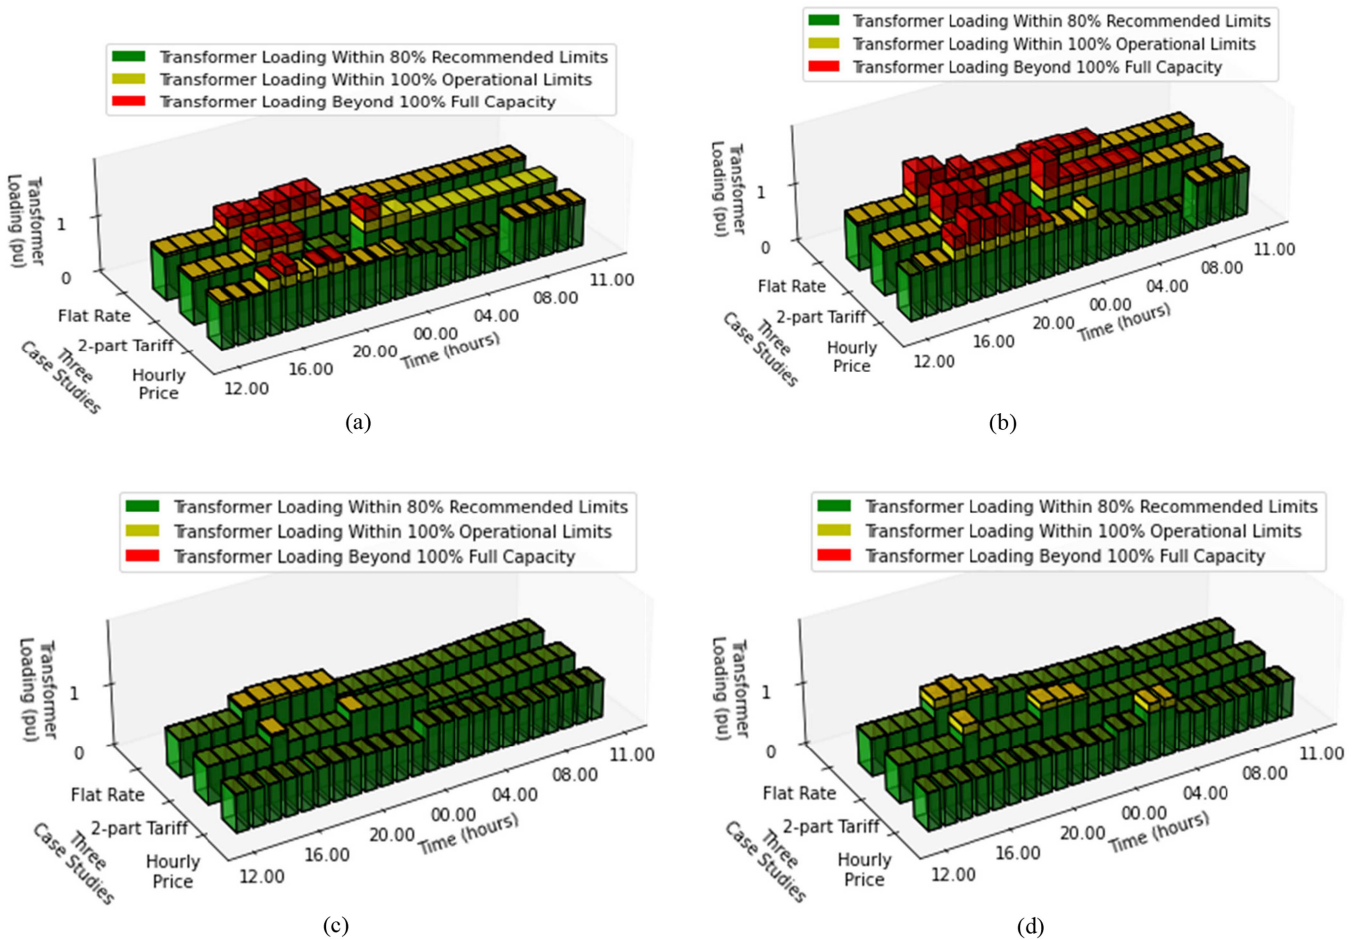 Transformer Loading Within 80% Recommended Limits
Transformer Loading Within 100% Operational Limits
Transformer Loading Beyond 100% Full Capacity
Transformer
Loading (pu)
1
0
Flat Rate
2-part Tariff
Hourly
Price
Three
Case Studies
12.00
16.00
20.00
00.00
04.00
08.00
11.00
Time (hours)
(a)
Transformer Loading Within 80% Recommended Limits
Transformer Loading Within 100% Operational Limits
Transformer Loading Beyond 100% Full Capacity
Transformer
Loading (pu)
1
0
Flat Rate
2-part Tariff
Hourly
Price
Three
Case Studies
12.00
16.00
20.00
00.00
04.00
08.00
11.00
Time (hours)
(b)
Transformer Loading Within 80% Recommended Limits
Transformer Loading Within 100% Operational Limits
Transformer Loading Beyond 100% Full Capacity
Transformer
Loading (pu)
1
0
Flat Rate
2-part Tariff
Hourly
Price
Three
Case Studies
12.00
16.00
20.00
00.00
04.00
08.00
11.00
Time (hours)
(c)
Transformer Loading Within 80% Recommended Limits
Transformer Loading Within 100% Operational Limits
Transformer Loading Beyond 100% Full Capacity
Transformer
Loading (pu)
1
0
Flat Rate
2-part Tariff
Hourly
Price
Three
Case Studies
12.00
16.00
20.00
00.00
04.00
08.00
11.00
Time (hours)
(d)